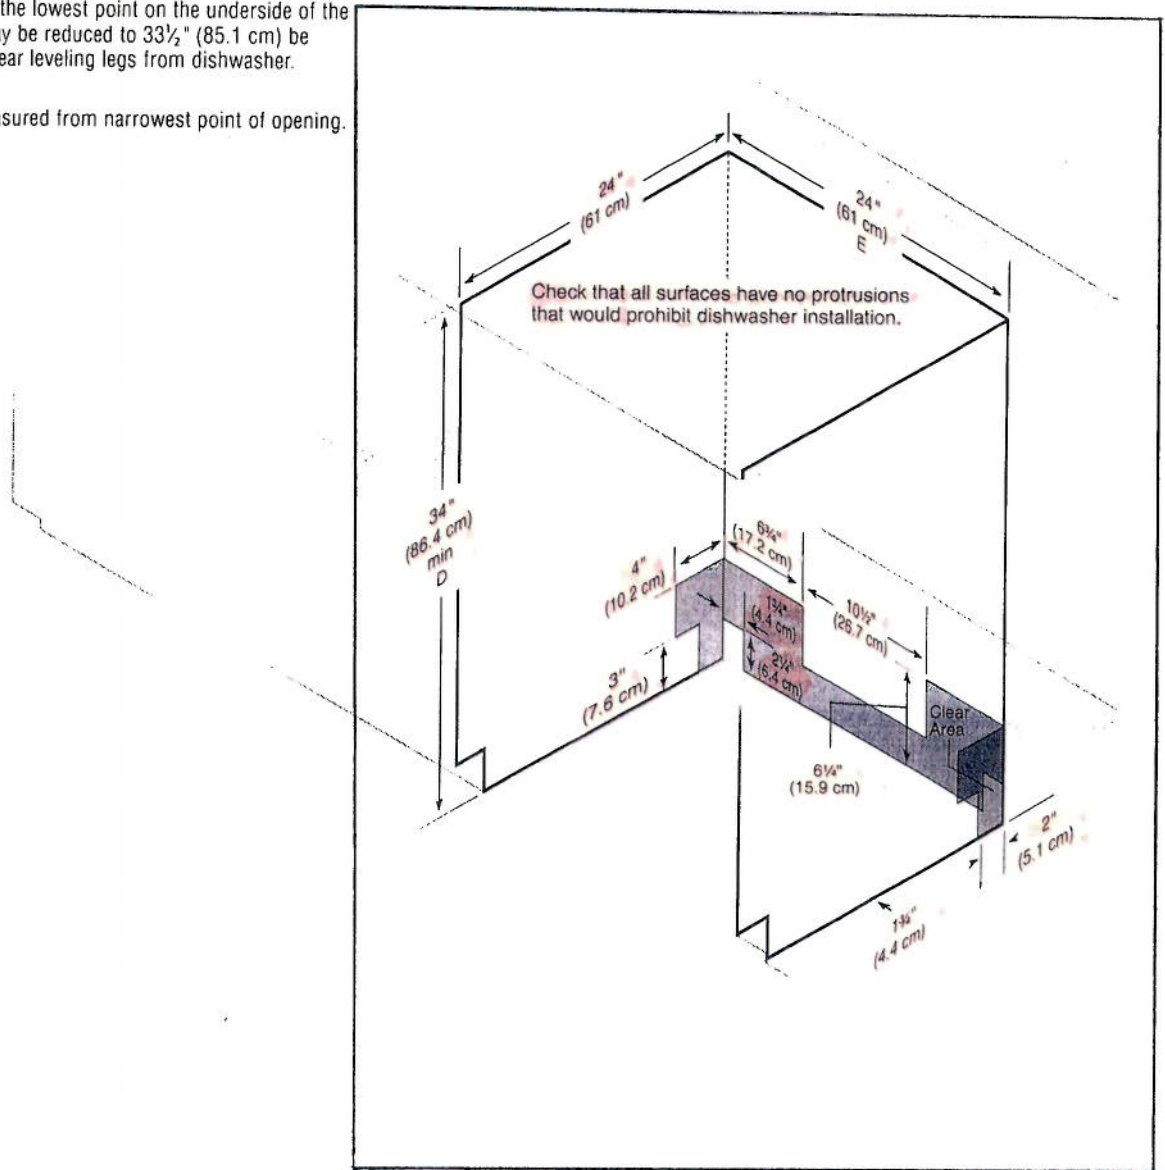 the lowest point on the underside of the
y be reduced to 33½" (85.1 cm) be
ear leveling legs from dishwasher.
sured from narrowest point of opening.
24"
(61 cm)
24"
(61 cm)
E
Check that all surfaces have no protrusions
that would prohibit dishwasher installation.
34"
(86.4 cm)
min
D
6¾"
(17.2 cm)
4"
(10.2 cm)
1¾"
(4.4 cm)
10½"
(26.7 cm)
2¼"
(6.4 cm)
3"
(7.6 cm)
Clear
Area
6¼"
(15.9 cm)
2"
(5.1 cm)
1¾"
(4.4 cm)